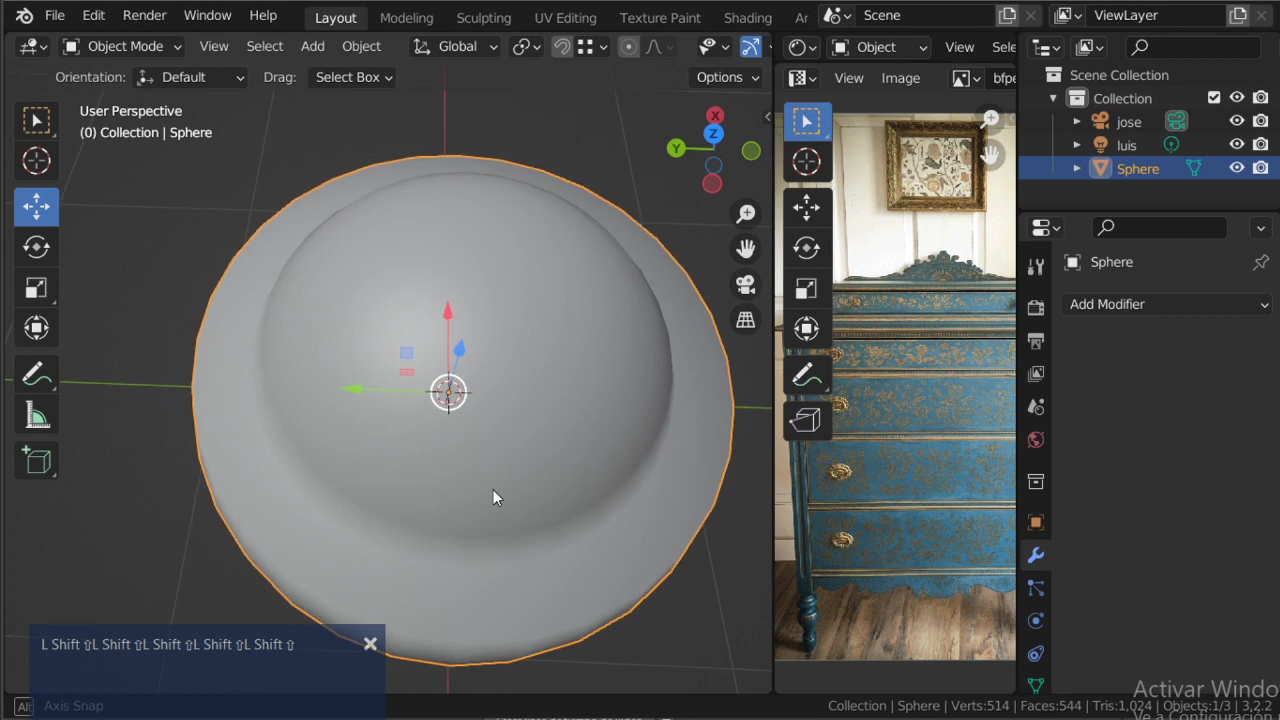 File Edit Render Window Help Layout Modeling Sculpting UV Editing Texture Paint Shading Scene ViewLayer
Object Mode View Select Add Object Global Object View
Orientation: Default Drag: Select Box Options View Image bfpe
User Perspective
(0) Collection | Sphere
X
Z
Y
Scene Collection
Collection
jose
luis
Sphere
Sphere
Add Modifier
L Shift ⇧L Shift ⇧L Shift ⇧L Shift ⇧L Shift ⇧
Alt Axis Snap
Collection | Sphere | Verts:514 | Faces:544 | Tris:1,024 | Objects:1/3 | 3.2.2
Activar Windo